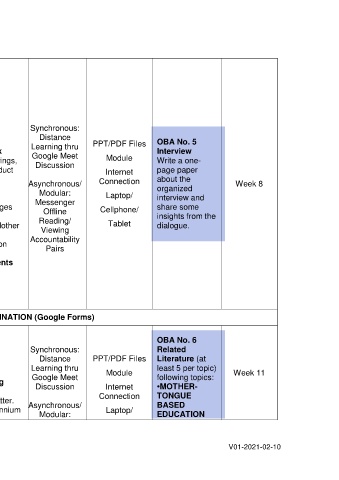 rings,
duct
ges
other
on
ents
Synchronous:
Distance
Learning thru
Google Meet
Discussion
Asynchronous/
Modular:
Messenger
Offline
Reading/
Viewing
Accountability
Pairs
PPT/PDF Files
Module
Internet
Connection
Laptop/
Cellphone/
Tablet
OBA No. 5
Interview
Write a one-
page paper
about the
organized
interview and
share some
insights from the
dialogue.
Week 8
INATION (Google Forms)
g
tter.
nnium
Synchronous:
Distance
Learning thru
Google Meet
Discussion
Asynchronous/
Modular:
PPT/PDF Files
Module
Internet
Connection
Laptop/
OBA No. 6
Related
Literature (at
least 5 per topic)
following topics:
•MOTHER-
TONGUE
BASED
EDUCATION
Week 11
V01-2021-02-10